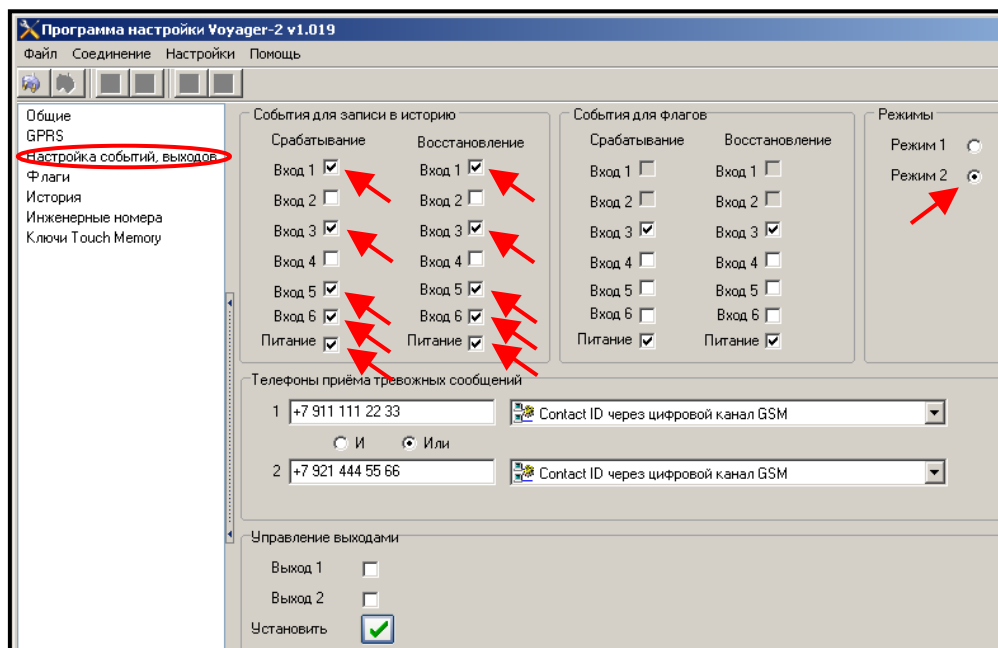 Программа настройки Voyager-2 v1.019
Файл Соединение Настройки Помощь
Общие
GPRS
Настройка событий, выходов
Флаги
История
Инженерные номера
Ключи Touch Memory
События для записи в историю
Срабатывание Восстановление
Вход 1 Вход 1
Вход 2 Вход 2
Вход 3 Вход 3
Вход 4 Вход 4
Вход 5 Вход 5
Вход 6 Вход 6
Питание Питание
События для флагов
Срабатывание Восстановление
Вход 1 Вход 1
Вход 2 Вход 2
Вход 3 Вход 3
Вход 4 Вход 4
Вход 5 Вход 5
Вход 6 Вход 6
Питание Питание
Режимы
Режим 1
Режим 2
Телефоны приёма тревожных сообщений
1 +7 911 111 22 33 Contact ID через цифровой канал GSM
И Или
2 +7 921 444 55 66 Contact ID через цифровой канал GSM
Управление выходами
Выход 1
Выход 2
Установить